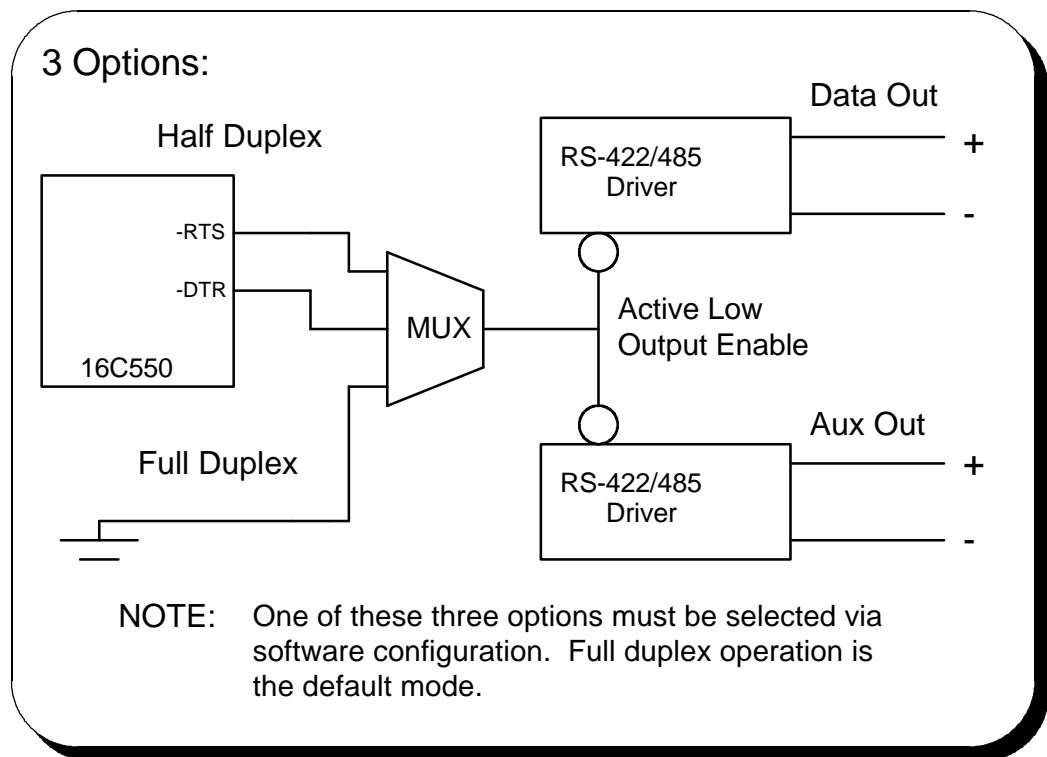 3 Options:
Half Duplex
-RTS
-DTR
16C550
MUX
Full Duplex
RS-422/485
Driver
Data Out
+
-
Active Low
Output Enable
RS-422/485
Driver
Aux Out
+
-
NOTE: One of these three options must be selected via
software configuration. Full duplex operation is
the default mode.